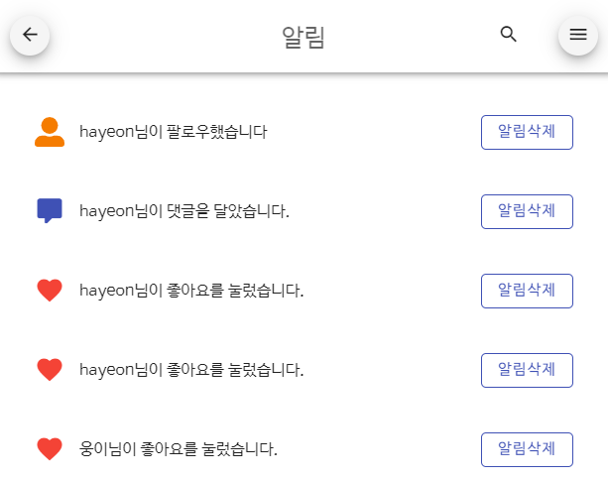 알림
hayeon님이 팔로우했습니다
알림삭제
hayeon님이 댓글을 달았습니다.
알림삭제
hayeon님이 좋아요를 눌렀습니다.
알림삭제
hayeon님이 좋아요를 눌렀습니다.
알림삭제
웅이님이 좋아요를 눌렀습니다.
알림삭제